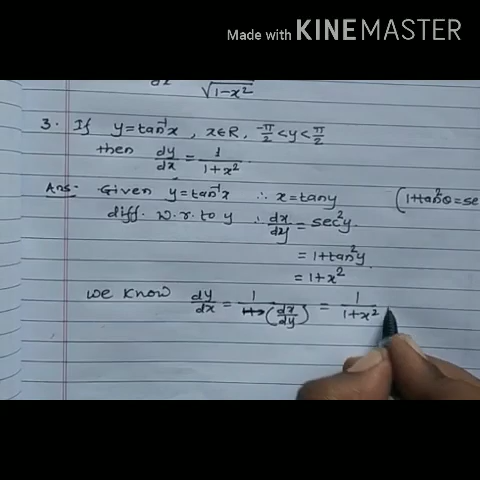 Made with KINEMASTER
dx √1-x²
3. If y=tan⁻¹x , x∈R, -π/2 < y < π/2
then dy/dx = 1/1+x²
Ans:- Given y=tan⁻¹x ∴ x=tany
diff. w.r.to y ∴ dx/dy = sec²y
(1+tan²θ=se
= 1+tan²y
= 1+x²
we know dy/dx = 1/(dx/dy) = 1/1+x²